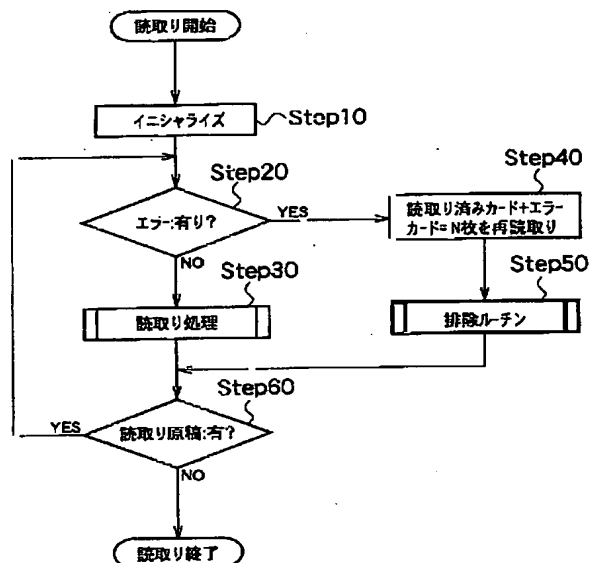 読取り開始
イニシャライズ
Step10
Step20
エラー:有り?
YES
NO
Step40
読取り済みカード+エラー
カード=N枚を再読取り
Step30
読取り処理
Step50
排除ルーチン
Step60
読取り原稿:有?
YES
NO
読取り終了